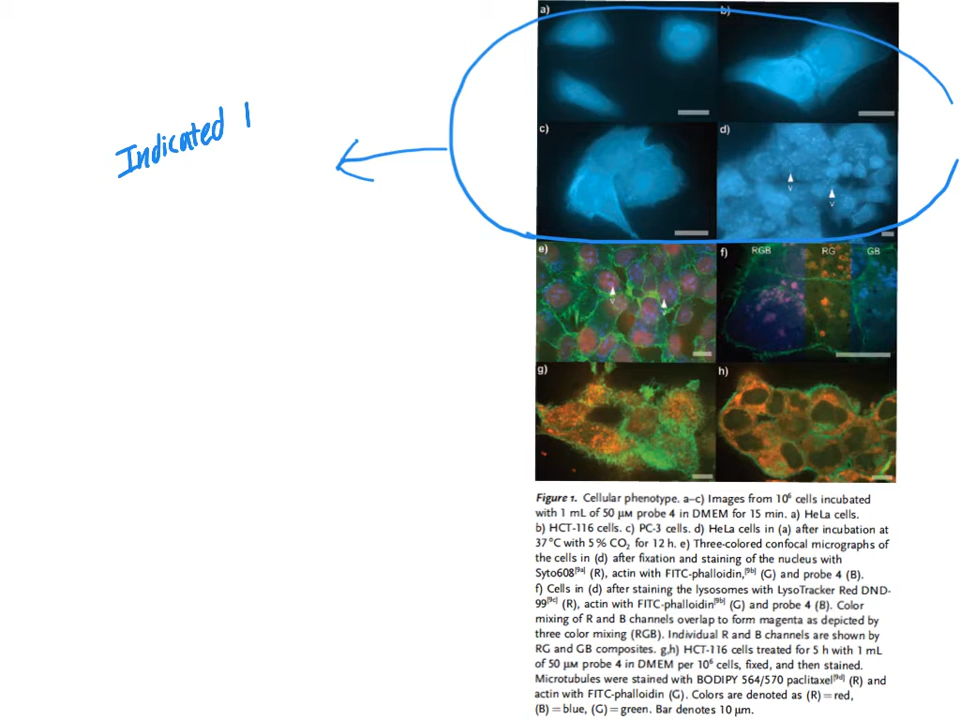 a)
b)
Indicated 1
c)
d)
v
v
e)
f)
RGB
RG
GB
v
v
g)
h)
Figure 1. Cellular phenotype. a–c) Images from 10⁶ cells incubated
with 1 mL of 50 μM probe 4 in DMEM for 15 min. a) HeLa cells.
b) HCT-116 cells. c) PC-3 cells. d) HeLa cells in (a) after incubation at
37 °C with 5 % CO₂ for 12 h. e) Three-colored confocal micrographs of
the cells in (d) after fixation and staining of the nucleus with
Syto608[9a] (R), actin with FITC-phalloidin,[9b] (G) and probe 4 (B).
f) Cells in (d) after staining the lysosomes with LysoTracker Red DND-
99[9c] (R), actin with FITC-phalloidin[9b] (G) and probe 4 (B). Color
mixing of R and B channels overlap to form magenta as depicted by
three color mixing (RGB). Individual R and B channels are shown by
RG and GB composites. g,h) HCT-116 cells treated for 5 h with 1 mL
of 50 μM probe 4 in DMEM per 10⁶ cells, fixed, and then stained.
Microtubules were stained with BODIPY 564/570 paclitaxel[9d] (R) and
actin with FITC-phalloidin (G). Colors are denoted as (R) = red,
(B) = blue, (G) = green. Bar denotes 10 μm.